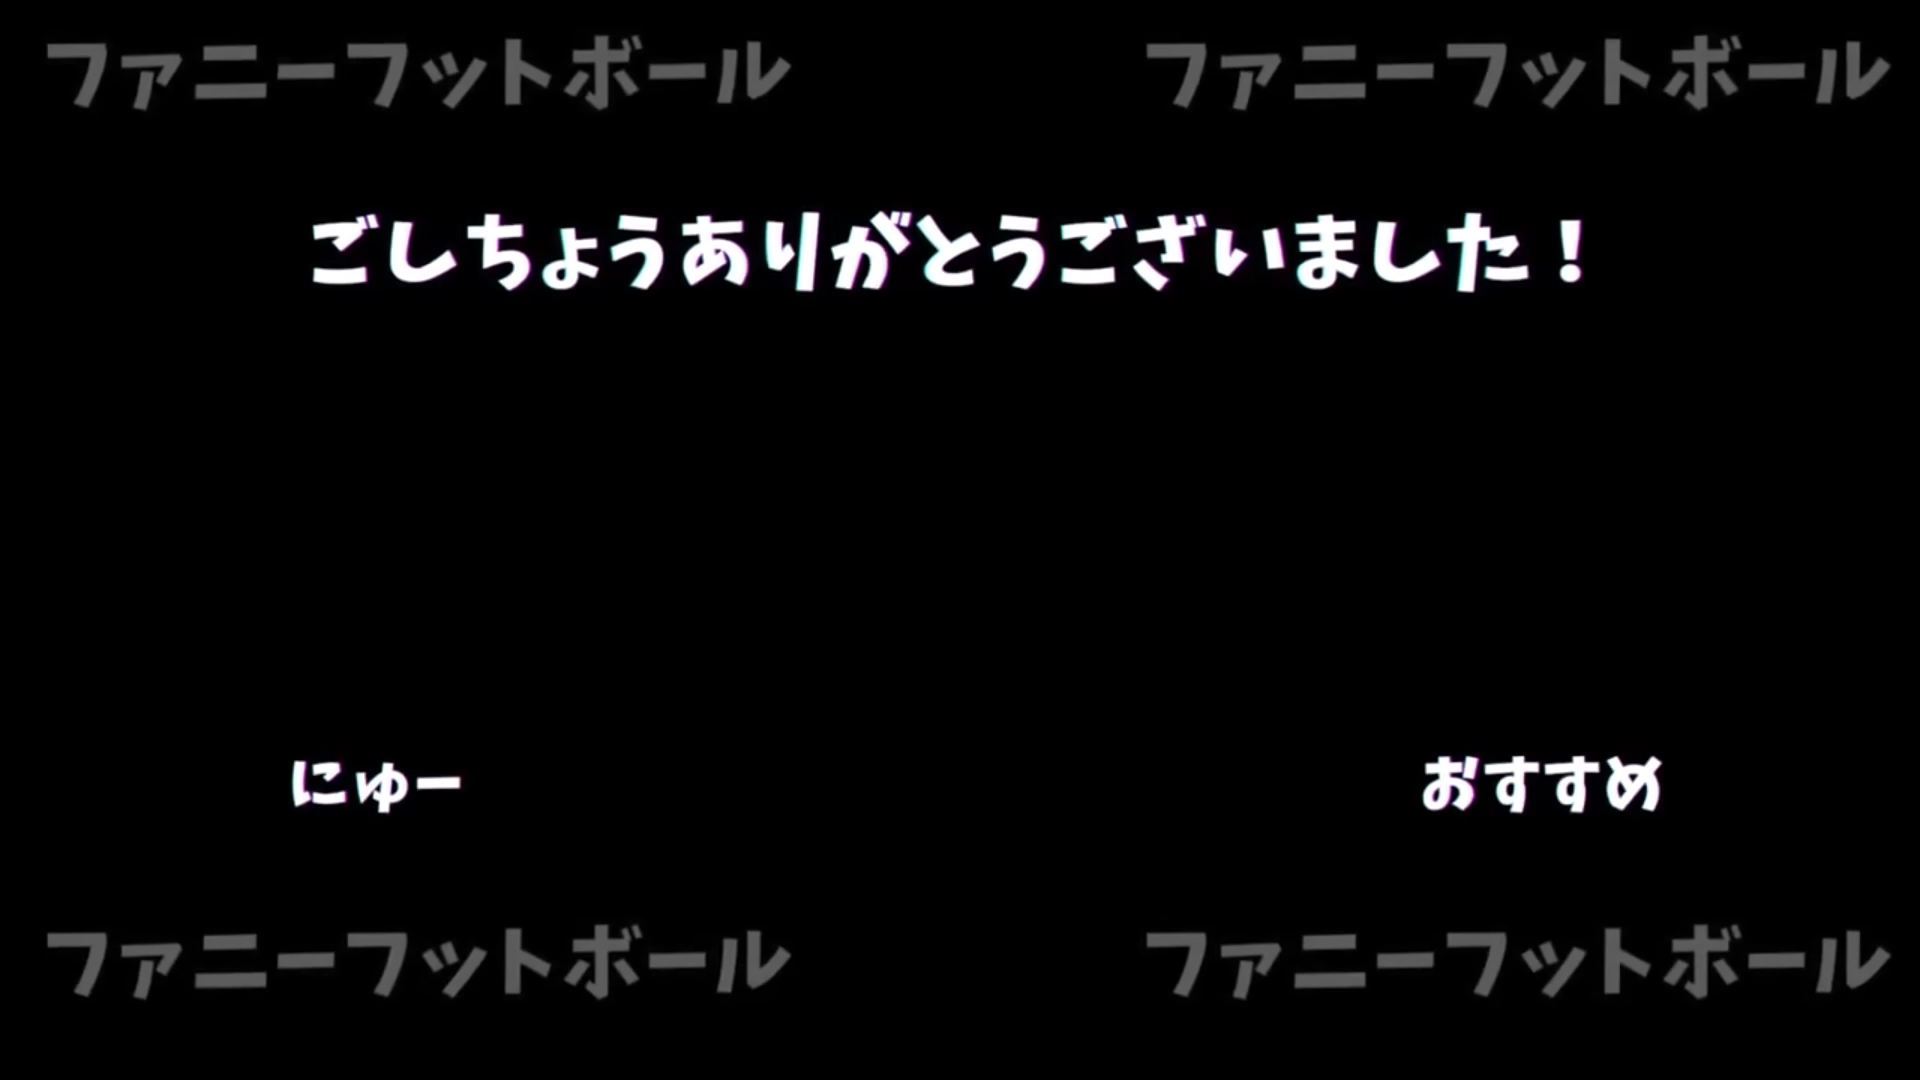 ファニーフットボール ファニーフットボール
ごしちょうありがとうございました！
にゅー おすすめ
ファニーフットボール ファニーフットボール